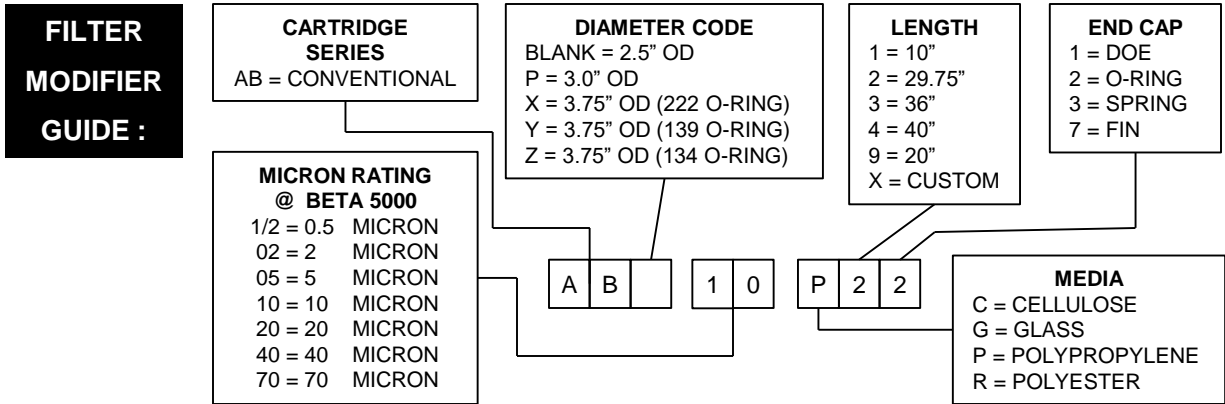 FILTER
MODIFIER
GUIDE :
CARTRIDGE
SERIES
AB = CONVENTIONAL
DIAMETER CODE
BLANK = 2.5” OD
P = 3.0” OD
X = 3.75” OD (222 O-RING)
Y = 3.75” OD (139 O-RING)
Z = 3.75” OD (134 O-RING)
LENGTH
1 = 10”
2 = 29.75”
3 = 36”
4 = 40”
9 = 20”
X = CUSTOM
END CAP
1 = DOE
2 = O-RING
3 = SPRING
7 = FIN
MICRON RATING
@ BETA 5000
1/2 = 0.5 MICRON
02 = 2 MICRON
05 = 5 MICRON
10 = 10 MICRON
20 = 20 MICRON
40 = 40 MICRON
70 = 70 MICRON
A B 1 0 P 2 2
MEDIA
C = CELLULOSE
G = GLASS
P = POLYPROPYLENE
R = POLYESTER